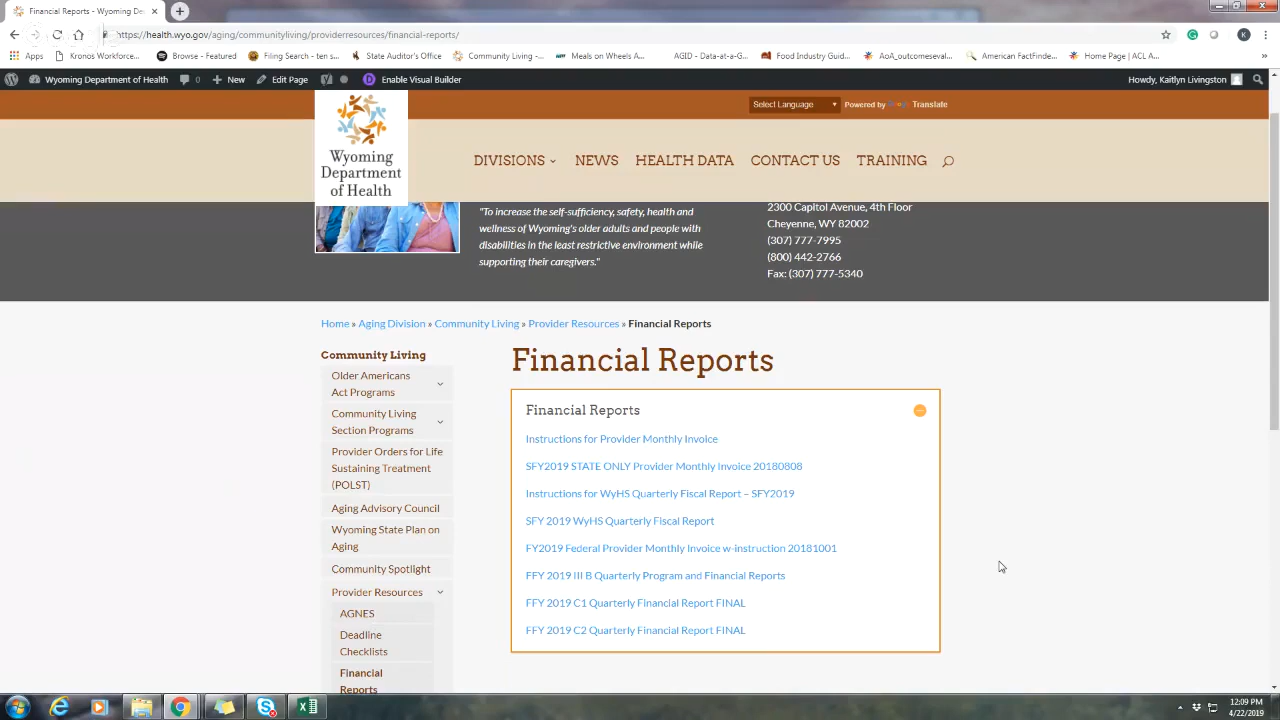 Financial Reports - Wyoming De
https://health.wyo.gov/aging/communityliving/providerresources/financial-reports/
K
Apps Kronos Workforce... Browse - Featured Filing Search - ten s... State Auditor's Office Community Living -... Meals on Wheels A... AGID - Data-at-a-G... Food Industry Guid... AoA_outcomeseval... American FactFinde... Home Page | ACL A... »
Wyoming Department of Health 0 New Edit Page Enable Visual Builder Howdy, Kaitlyn Livingston
Select Language Powered by Google Translate
Wyoming
Department
of Health
DIVISIONS NEWS HEALTH DATA CONTACT US TRAINING
"To increase the self-sufficiency, safety, health and
wellness of Wyoming's older adults and people with
disabilities in the least restrictive environment while
supporting their caregivers."
2300 Capitol Avenue, 4th Floor
Cheyenne, WY 82002
(307) 777-7995
(800) 442-2766
Fax: (307) 777-5340
Home » Aging Division » Community Living » Provider Resources » Financial Reports
Community Living
Older Americans
Act Programs
Community Living
Section Programs
Provider Orders for Life
Sustaining Treatment
(POLST)
Aging Advisory Council
Wyoming State Plan on
Aging
Community Spotlight
Provider Resources
AGNES
Deadline
Checklists
Financial
Reports
Financial Reports
Financial Reports
Instructions for Provider Monthly Invoice
SFY2019 STATE ONLY Provider Monthly Invoice 20180808
Instructions for WyHS Quarterly Fiscal Report – SFY2019
SFY 2019 WyHS Quarterly Fiscal Report
FY2019 Federal Provider Monthly Invoice w-instruction 20181001
FFY 2019 III B Quarterly Program and Financial Reports
FFY 2019 C1 Quarterly Financial Report FINAL
FFY 2019 C2 Quarterly Financial Report FINAL
12:09 PM
4/22/2019